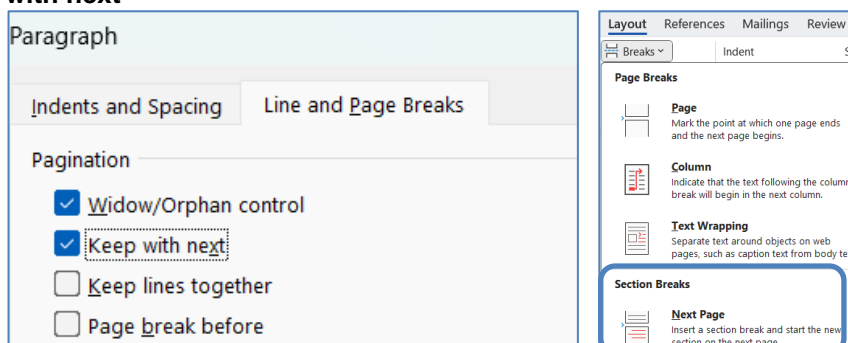 with next
Paragraph
Indents and Spacing
Line and Page Breaks
Pagination
Widow/Orphan control
Keep with next
Keep lines together
Page break before
Layout References Mailings Review
Breaks
Indent
Page Breaks
Page
Mark the point at which one page ends
and the next page begins.
Column
Indicate that the text following the column
break will begin in the next column.
Text Wrapping
Separate text around objects on web
pages, such as caption text from body te
Section Breaks
Next Page
Insert a section break and start the new
section on the next page